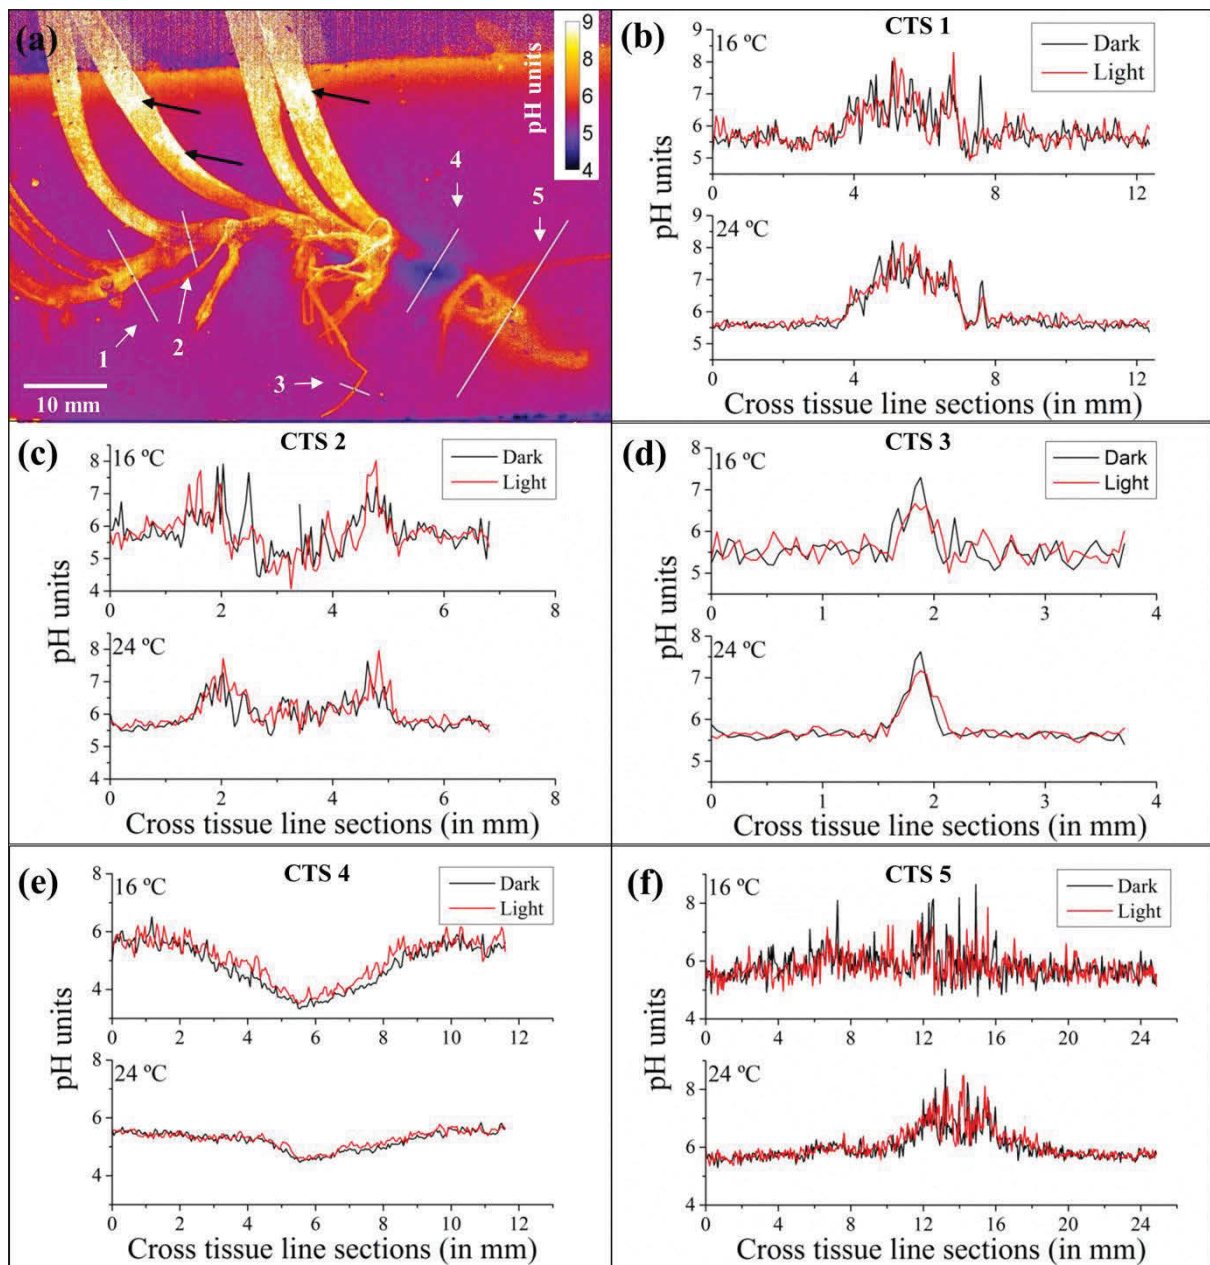 (a)
9
8
6
5
4
pH units
1
2
3
4
5
10 mm
(b)
CTS 1
16 ºC
Dark
Light
9
8
7
6
5
0 4 8 12
24 ºC
9
8
7
6
5
0 4 8 12
pH units
Cross tissue line sections (in mm)
(c)
CTS 2
16 ºC
Dark
Light
8
7
6
5
4
0 2 4 6 8
24 ºC
8
7
6
5
4
0 2 4 6 8
pH units
Cross tissue line sections (in mm)
(d)
CTS 3
16 ºC
Dark
Light
8
7
6
5
0 1 2 3 4
24 ºC
8
7
6
5
0 1 2 3 4
pH units
Cross tissue line sections (in mm)
(e)
CTS 4
16 ºC
Dark
Light
8
6
4
0 2 4 6 8 10 12
24 ºC
8
6
4
0 2 4 6 8 10 12
pH units
Cross tissue line sections (in mm)
(f)
CTS 5
16 ºC
Dark
Light
8
6
4
0 4 8 12 16 20 24
24 ºC
8
6
4
0 4 8 12 16 20 24
pH units
Cross tissue line sections (in mm)